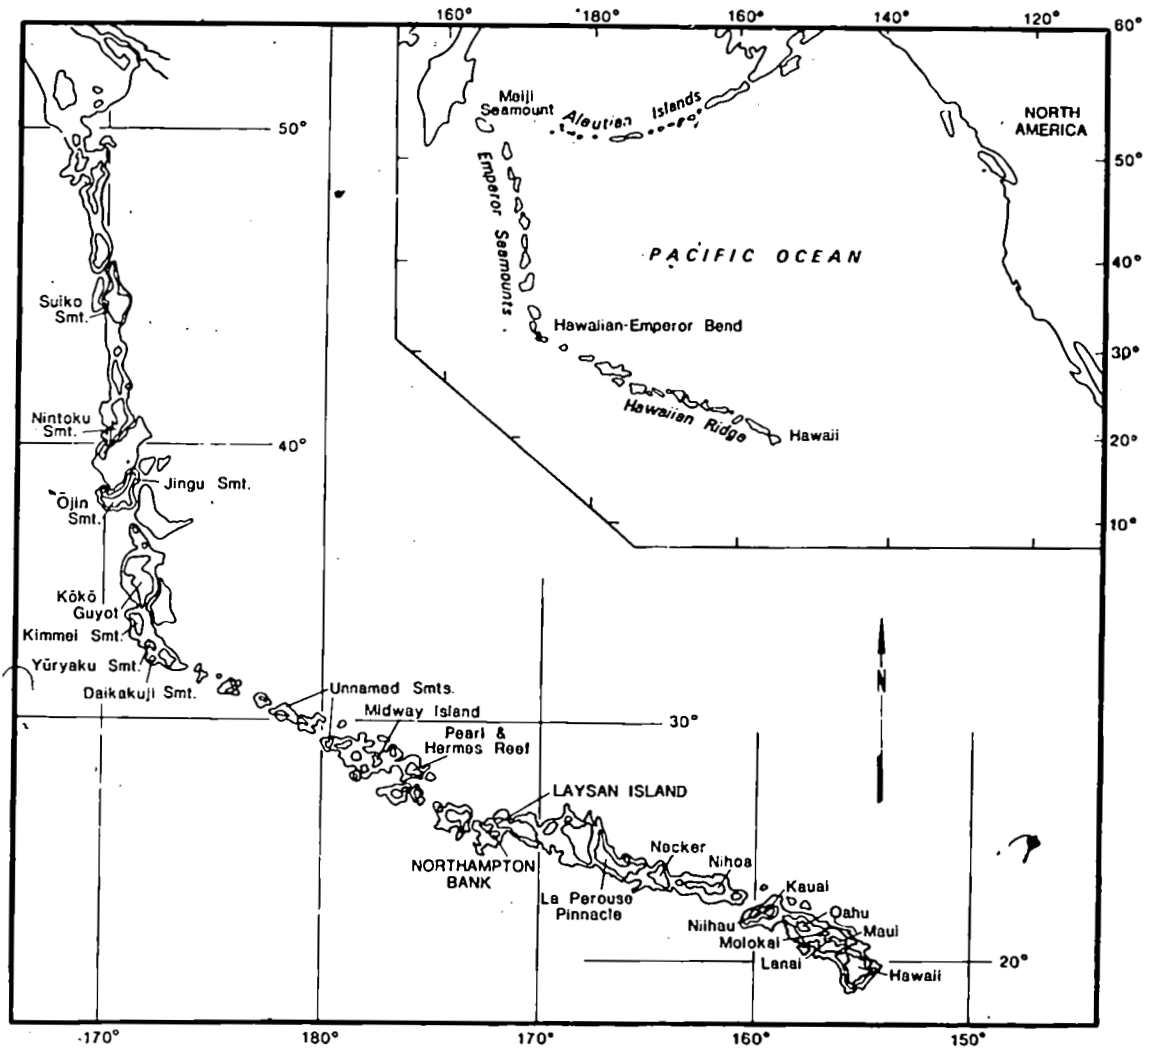 160° 180° 160° 140° 120° 60°
Meiji
Seamount
Aleutian Islands
NORTH
AMERICA
50°
50°
Emperor Seamounts
PACIFIC OCEAN
40°
Suiko
Smt.
Hawaiian-Emperor Bend
30°
Hawaiian Ridge
Hawaii
20°
Nintoku
Smt.
40°
Jingu Smt.
Ōjin
Smt.
10°
Kōkō
Guyot
Kimmei Smt.
Yūryaku Smt.
Daikakuji Smt.
N
Unnamed Smts.
Midway Island
30°
Pearl &
Hermes Reef
LAYSAN ISLAND
NORTHAMPTON
BANK
Necker
Nihoa
La Perouse
Pinnacle
Kauai
Niihau
Oahu
Molokai
Maui
Lanai
Hawaii
20°
170° 180° 170° 160° 150°